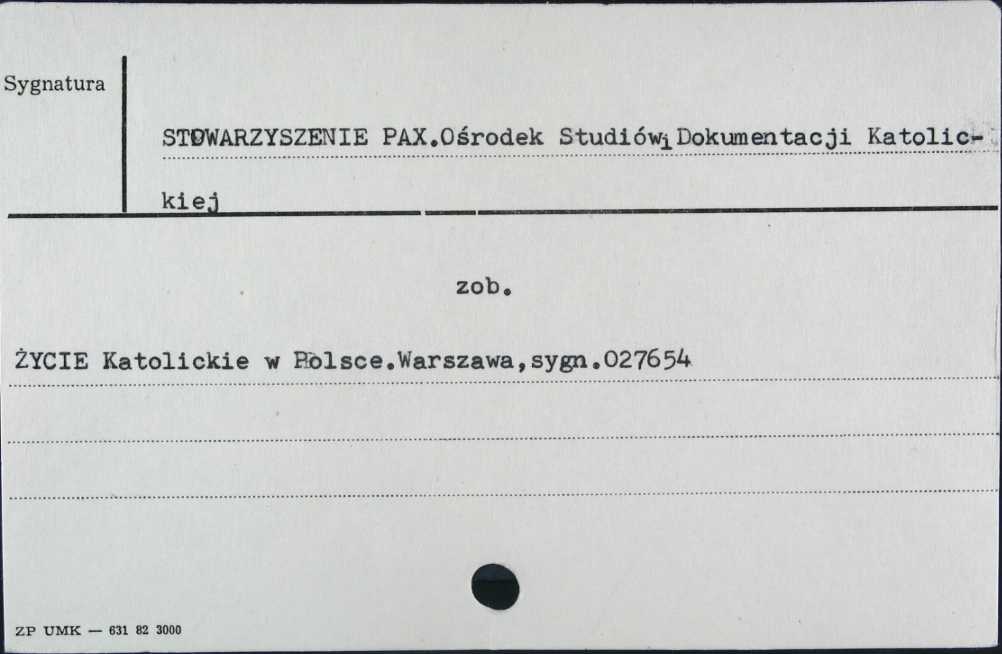 Sygnatura
STOWARZYSZENIE PAX.Ośrodek Studiów i Dokumentacji Katolic-
kiej
zob.
ŻYCIE Katolickie w Polsce.Warszawa,sygn.027654
ZP UMK — 631 82 3000